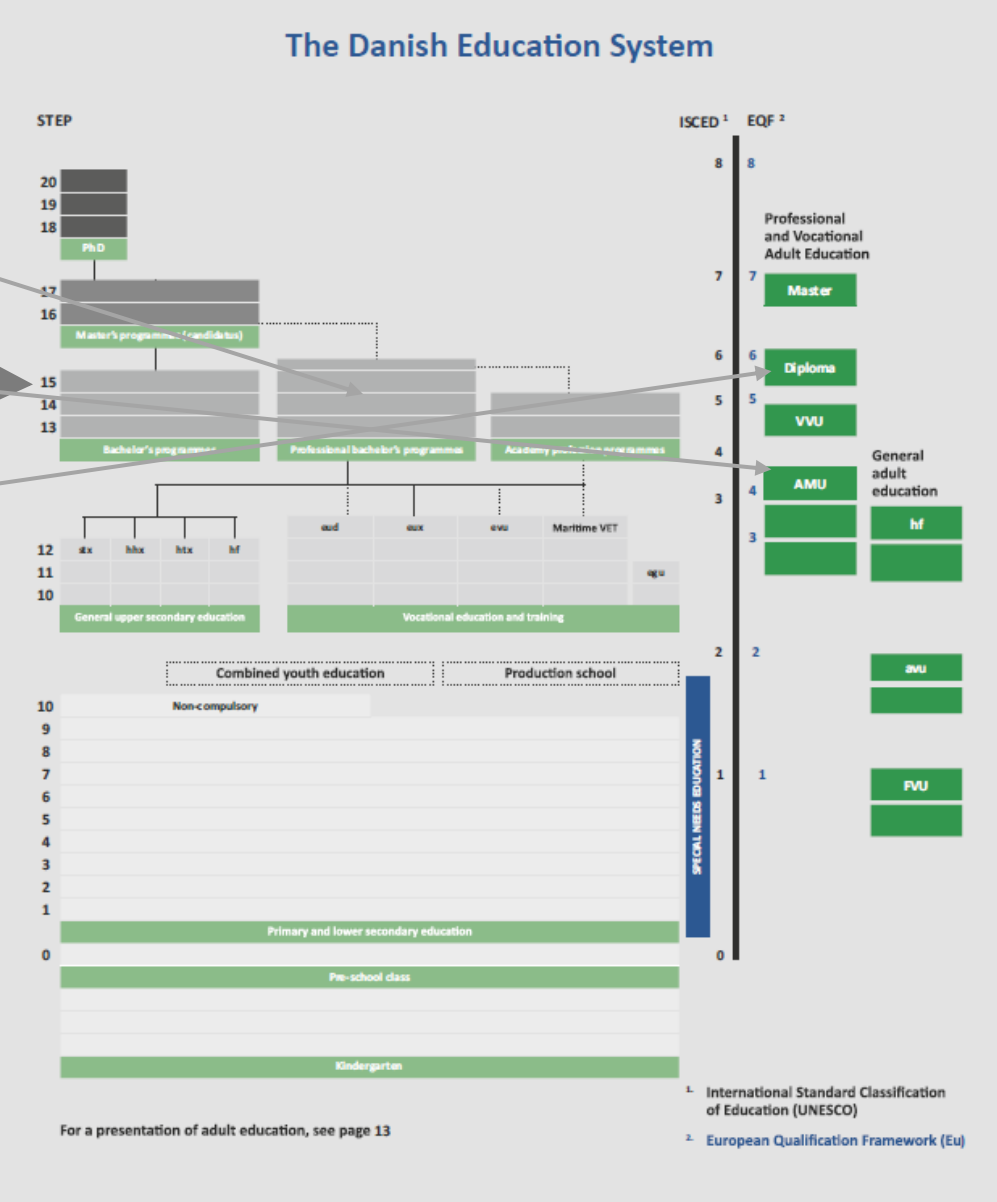 The Danish Education System
STEP
ISCED ¹ EQF ²
8 8
20
19
18
PhD
Professional
and Vocational
Adult Education
7 7
Master
17
16
Master's programmes (candidatus)
6 6
Diploma
15
14
13
5 5
VVU
Bachelor's programmes
Professional bachelor's programmes
Academy profession programmes
4
General
adult
education
AMU
4
3
hf
3
eud eux evu Maritime VET
12 stx hhx htx hf
11 egu
10
General upper secondary education
Vocational education and training
2 2
avu
Combined youth education
Production school
SPECIAL NEEDS EDUCATION
10 Non-compulsory
9
8
7
6
5
4
3
2
1
1 1
FVU
Primary and lower secondary education
0
0
Pre-school class
Kindergarten
For a presentation of adult education, see page 13
1. International Standard Classification
of Education (UNESCO)
2. European Qualification Framework (Eu)